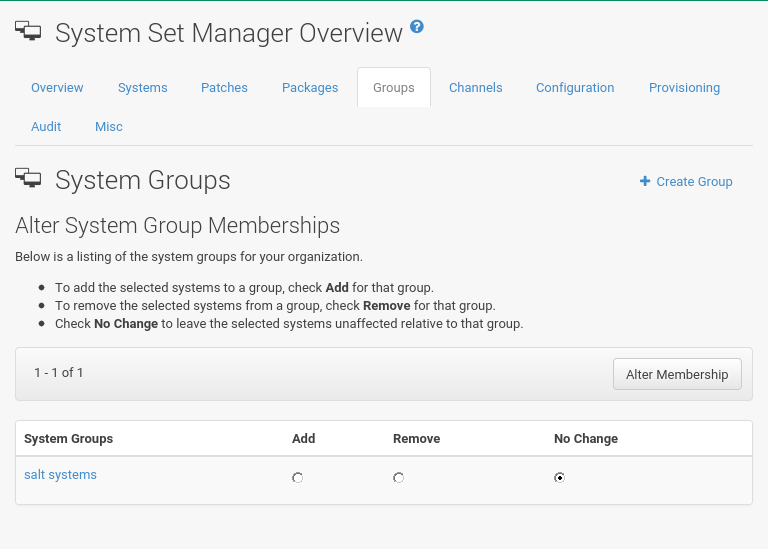 System Set Manager Overview ?
Overview Systems Patches Packages Groups Channels Configuration Provisioning
Audit Misc
System Groups + Create Group
Alter System Group Memberships
Below is a listing of the system groups for your organization.
• To add the selected systems to a group, check Add for that group.
• To remove the selected systems from a group, check Remove for that group.
• Check No Change to leave the selected systems unaffected relative to that group.
1 - 1 of 1 Alter Membership
System Groups Add Remove No Change
salt systems